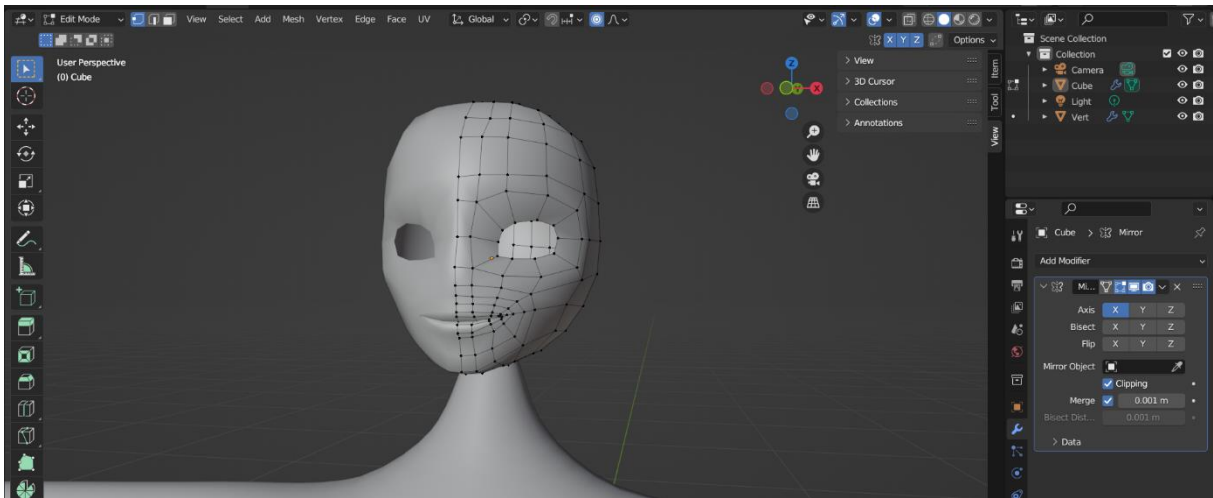 Edit Mode View Select Add Mesh Vertex Edge Face UV Global
X Y Z Options
User Perspective
(0) Cube
Z
X
View
3D Cursor
Collections
Annotations
Item
Tool
View
Scene Collection
Collection
Camera
Cube
Light
Vert
Cube > Mirror
Add Modifier
Mi...
Axis X Y Z
Bisect X Y Z
Flip X Y Z
Mirror Object
Clipping
Merge 0.001 m
Bisect Dist... 0.001 m
> Data